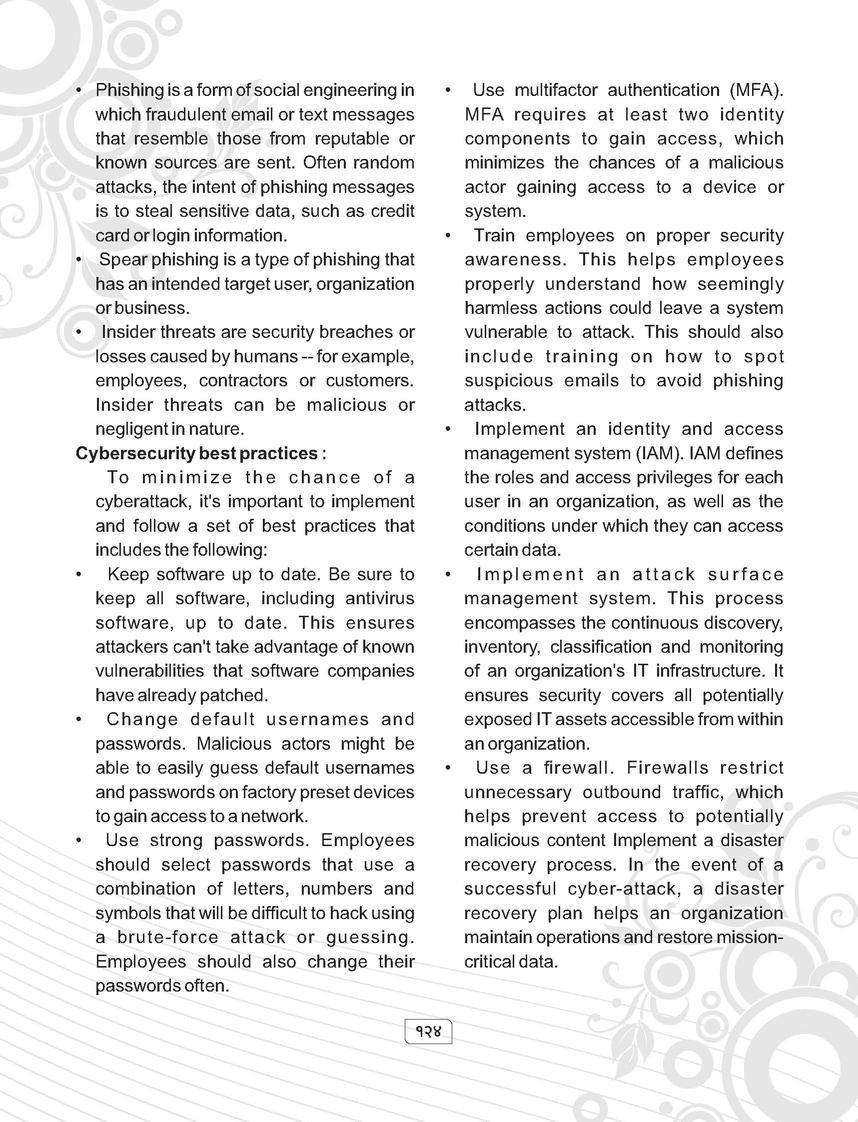 • Phishing is a form of social engineering in
which fraudulent email or text messages
that resemble those from reputable or
known sources are sent. Often random
attacks, the intent of phishing messages
is to steal sensitive data, such as credit
card or login information.
• Spear phishing is a type of phishing that
has an intended target user, organization
or business.
• Insider threats are security breaches or
losses caused by humans -- for example,
employees, contractors or customers.
Insider threats can be malicious or
negligent in nature.
Cybersecurity best practices :
To minimize the chance of a
cyberattack, it's important to implement
and follow a set of best practices that
includes the following:
• Keep software up to date. Be sure to
keep all software, including antivirus
software, up to date. This ensures
attackers can't take advantage of known
vulnerabilities that software companies
have already patched.
• Change default usernames and
passwords. Malicious actors might be
able to easily guess default usernames
and passwords on factory preset devices
to gain access to a network.
• Use strong passwords. Employees
should select passwords that use a
combination of letters, numbers and
symbols that will be difficult to hack using
a brute-force attack or guessing.
Employees should also change their
passwords often.
• Use multifactor authentication (MFA).
MFA requires at least two identity
components to gain access, which
minimizes the chances of a malicious
actor gaining access to a device or
system.
• Train employees on proper security
awareness. This helps employees
properly understand how seemingly
harmless actions could leave a system
vulnerable to attack. This should also
include training on how to spot
suspicious emails to avoid phishing
attacks.
• Implement an identity and access
management system (IAM). IAM defines
the roles and access privileges for each
user in an organization, as well as the
conditions under which they can access
certain data.
• Implement an attack surface
management system. This process
encompasses the continuous discovery,
inventory, classification and monitoring
of an organization's IT infrastructure. It
ensures security covers all potentially
exposed IT assets accessible from within
an organization.
• Use a firewall. Firewalls restrict
unnecessary outbound traffic, which
helps prevent access to potentially
malicious content Implement a disaster
recovery process. In the event of a
successful cyber-attack, a disaster
recovery plan helps an organization
maintain operations and restore mission-
critical data.
१२४